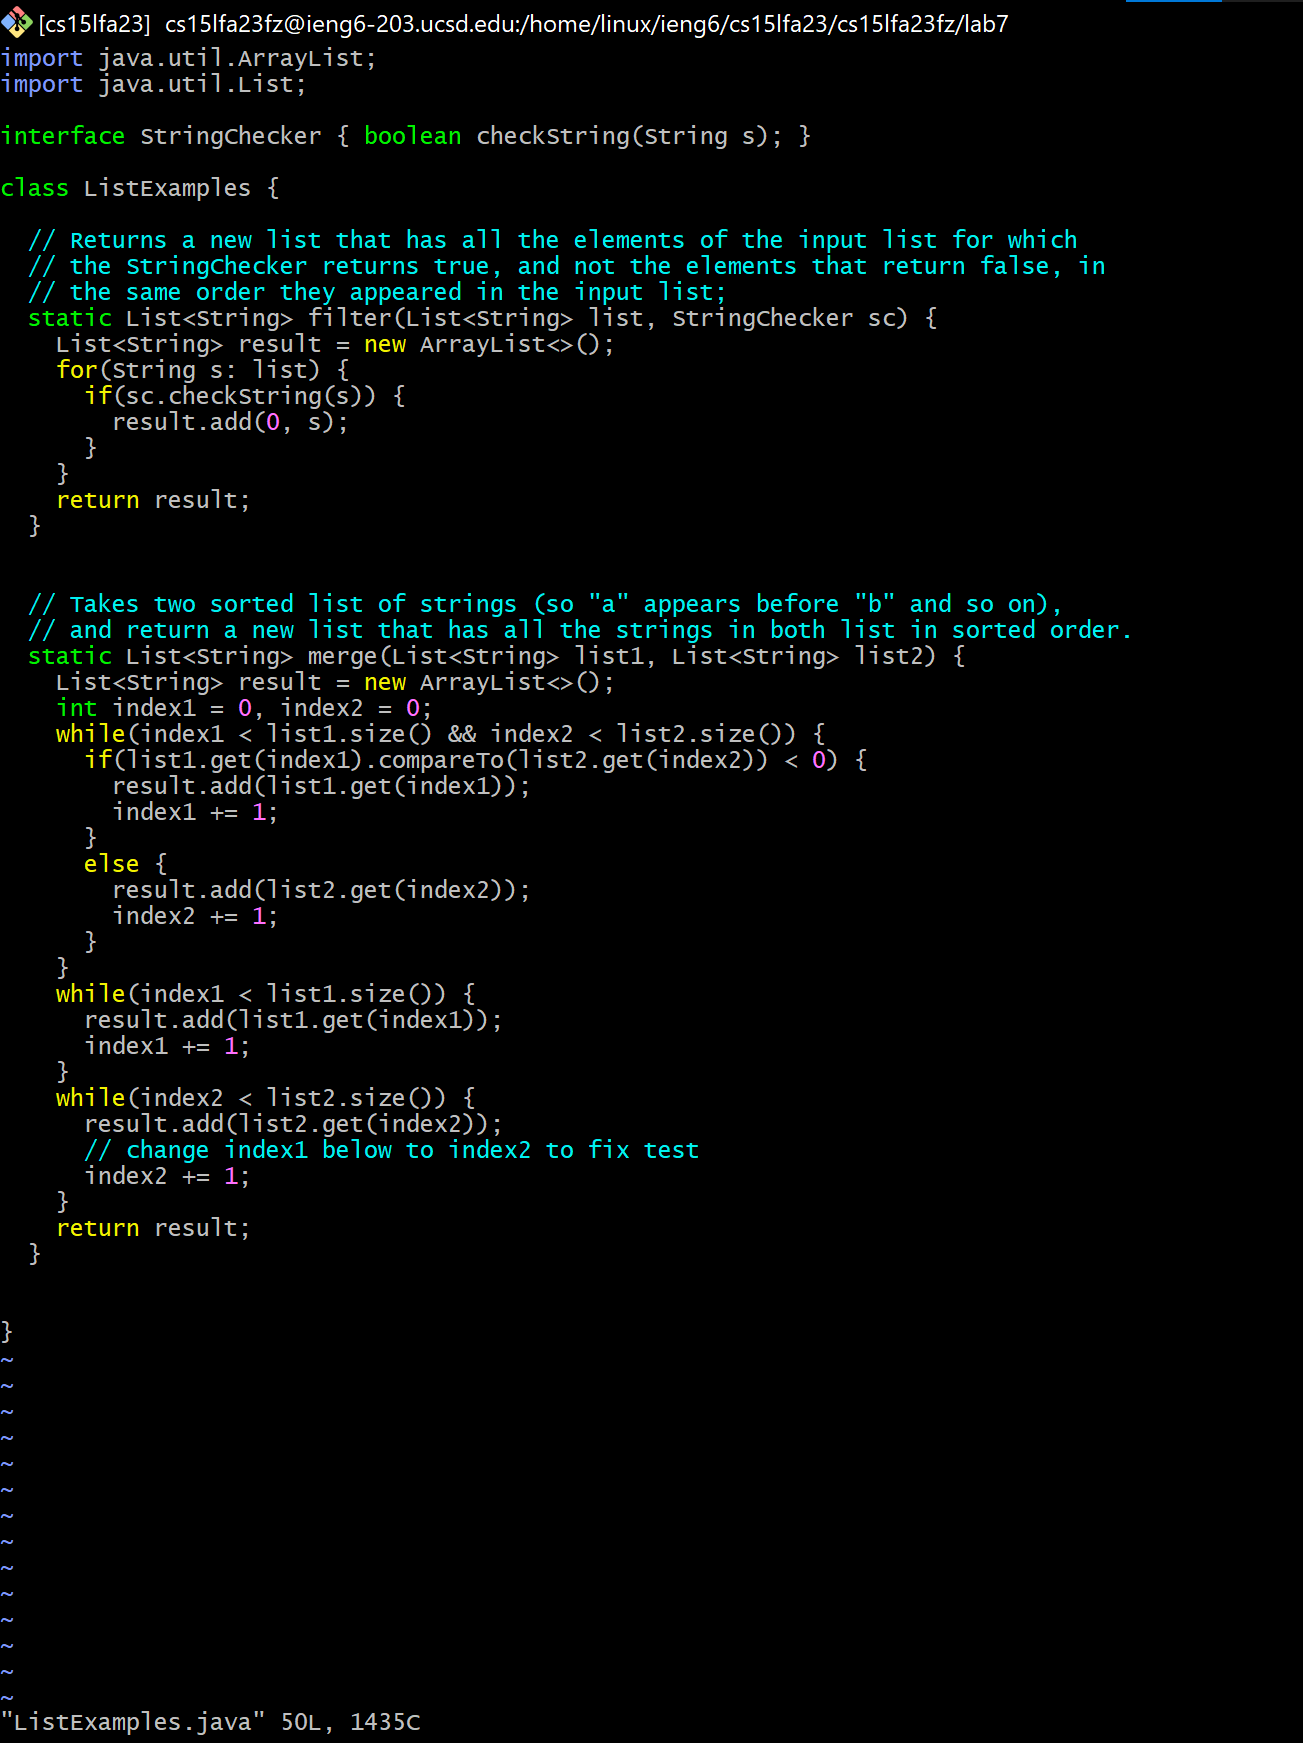 [cs15lfa23] cs15lfa23fz@ieng6-203.ucsd.edu:/home/linux/ieng6/cs15lfa23/cs15lfa23fz/lab7
import java.util.ArrayList;
import java.util.List;

interface StringChecker { boolean checkString(String s); }

class ListExamples {

  // Returns a new list that has all the elements of the input list for which
  // the StringChecker returns true, and not the elements that return false, in
  // the same order they appeared in the input list;
  static List<String> filter(List<String> list, StringChecker sc) {
    List<String> result = new ArrayList<>();
    for(String s: list) {
      if(sc.checkString(s)) {
        result.add(0, s);
      }
    }
    return result;
  }


  // Takes two sorted list of strings (so "a" appears before "b" and so on),
  // and return a new list that has all the strings in both list in sorted order.
  static List<String> merge(List<String> list1, List<String> list2) {
    List<String> result = new ArrayList<>();
    int index1 = 0, index2 = 0;
    while(index1 < list1.size() && index2 < list2.size()) {
      if(list1.get(index1).compareTo(list2.get(index2)) < 0) {
        result.add(list1.get(index1));
        index1 += 1;
      }
      else {
        result.add(list2.get(index2));
        index2 += 1;
      }
    }
    while(index1 < list1.size()) {
      result.add(list1.get(index1));
      index1 += 1;
    }
    while(index2 < list2.size()) {
      result.add(list2.get(index2));
      // change index1 below to index2 to fix test
      index2 += 1;
    }
    return result;
  }


}
~
~
~
~
~
~
~
~
~
~
~
~
~
~
"ListExamples.java" 50L, 1435C